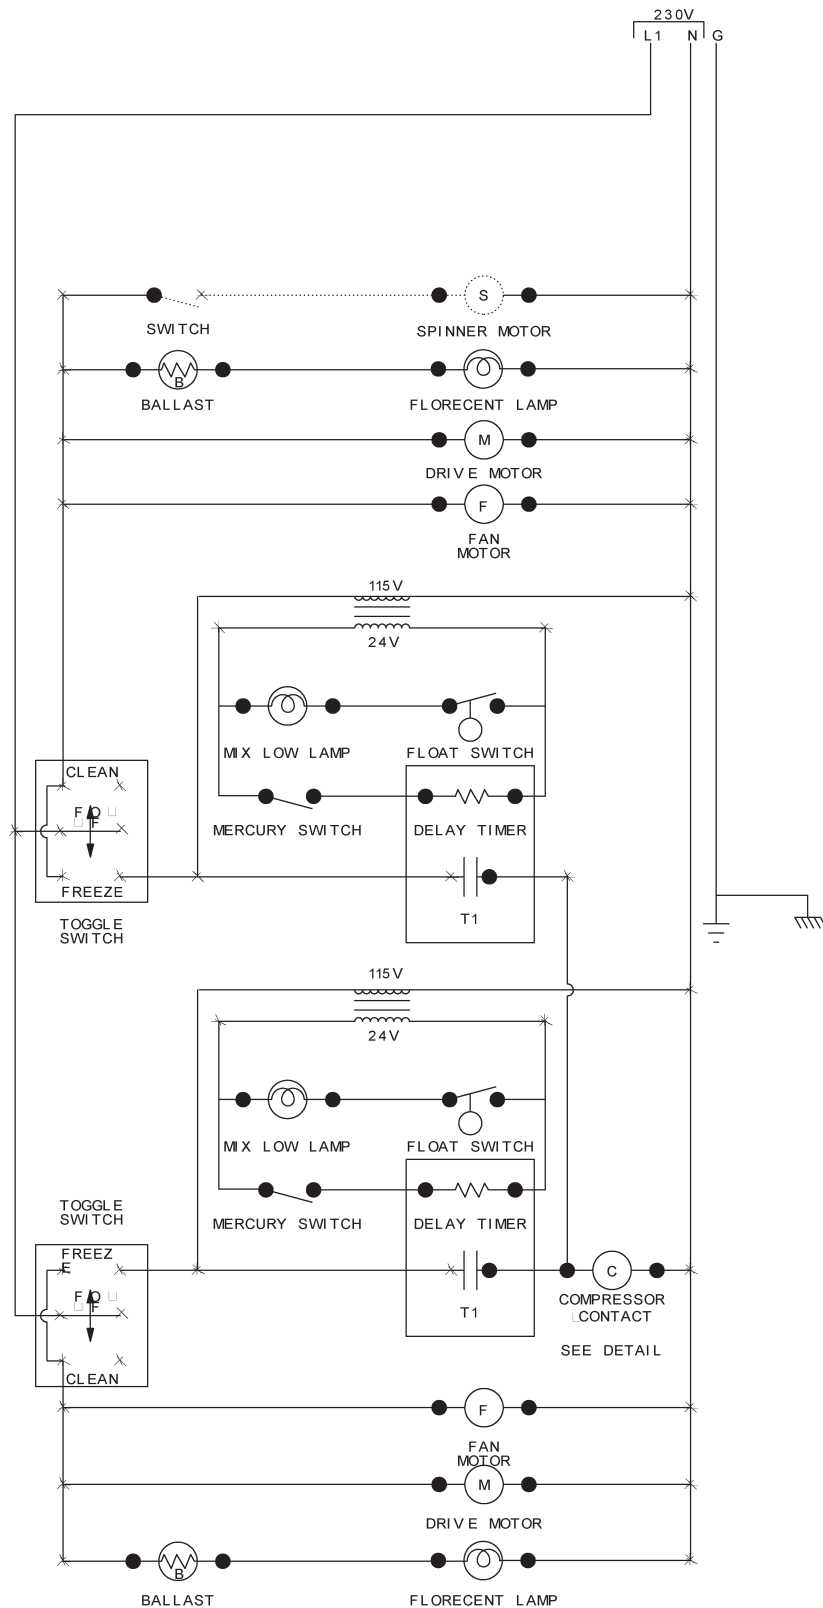 230V
L1 N G
S
SWITCH
SPINNER MOTOR
B
BALLAST
FLORECENT LAMP
M
DRIVE MOTOR
F
FAN
MOTOR
115V
24V
MIX LOW LAMP
FLOAT SWITCH
CLEAN
F O
F
MERCURY SWITCH
DELAY TIMER
FREEZE
T1
TOGGLE
SWITCH
115V
24V
MIX LOW LAMP
FLOAT SWITCH
TOGGLE
SWITCH
MERCURY SWITCH
DELAY TIMER
FREEZ
E
C
F O
F
T1
COMPRESSOR
CONTACT
SEE DETAIL
CLEAN
F
FAN
MOTOR
M
DRIVE MOTOR
B
BALLAST
FLORECENT LAMP